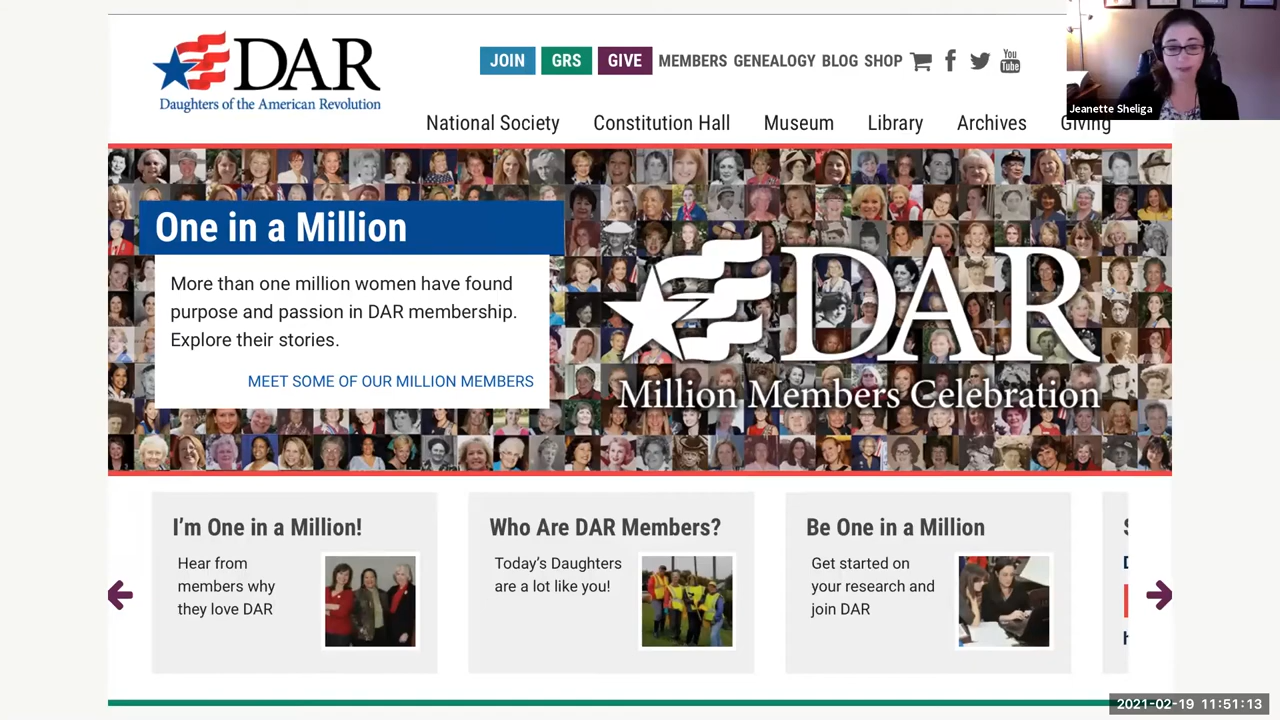 DAR
Daughters of the American Revolution
JOIN GRS GIVE MEMBERS GENEALOGY BLOG SHOP You Tube
National Society Constitution Hall Museum Library Archives Giving
Jeanette Sheliga
One in a Million
More than one million women have found
purpose and passion in DAR membership.
Explore their stories.
MEET SOME OF OUR MILLION MEMBERS
DAR
Million Members Celebration
I'm One in a Million!
Hear from
members why
they love DAR
Who Are DAR Members?
Today's Daughters
are a lot like you!
Be One in a Million
Get started on
your research and
join DAR
2021-02-19 11:51:13